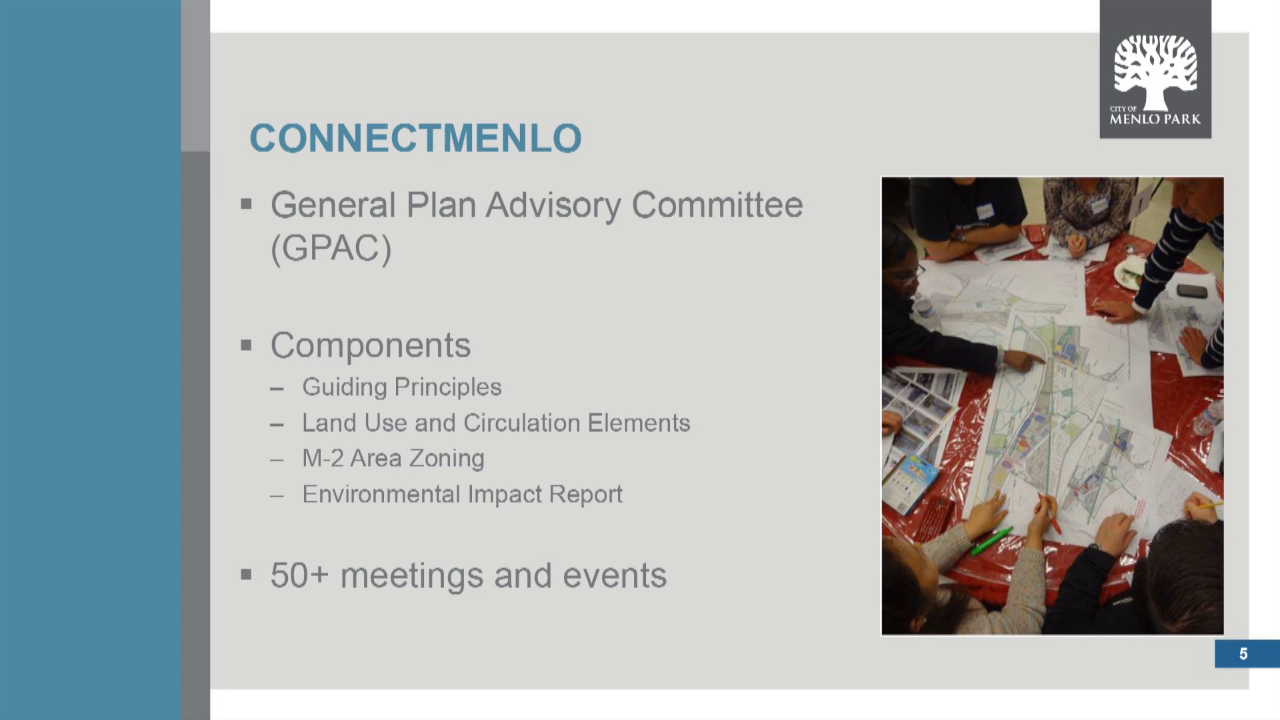 CITY OF
MENLO PARK
CONNECTMENLO
▪ General Plan Advisory Committee
(GPAC)
▪ Components
– Guiding Principles
– Land Use and Circulation Elements
– M-2 Area Zoning
– Environmental Impact Report
▪ 50+ meetings and events
5